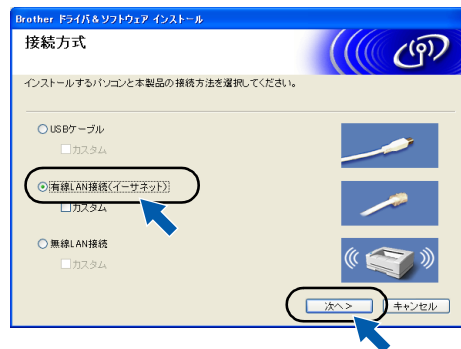 Brother ドライバ&ソフトウェア インストール
接続方式
インストールするパソコンと本製品の接続方法を選択してください。
USBケーブル
カスタム
有線LAN接続(イーサネット)
カスタム
無線LAN接続
カスタム
次へ >
キャンセル